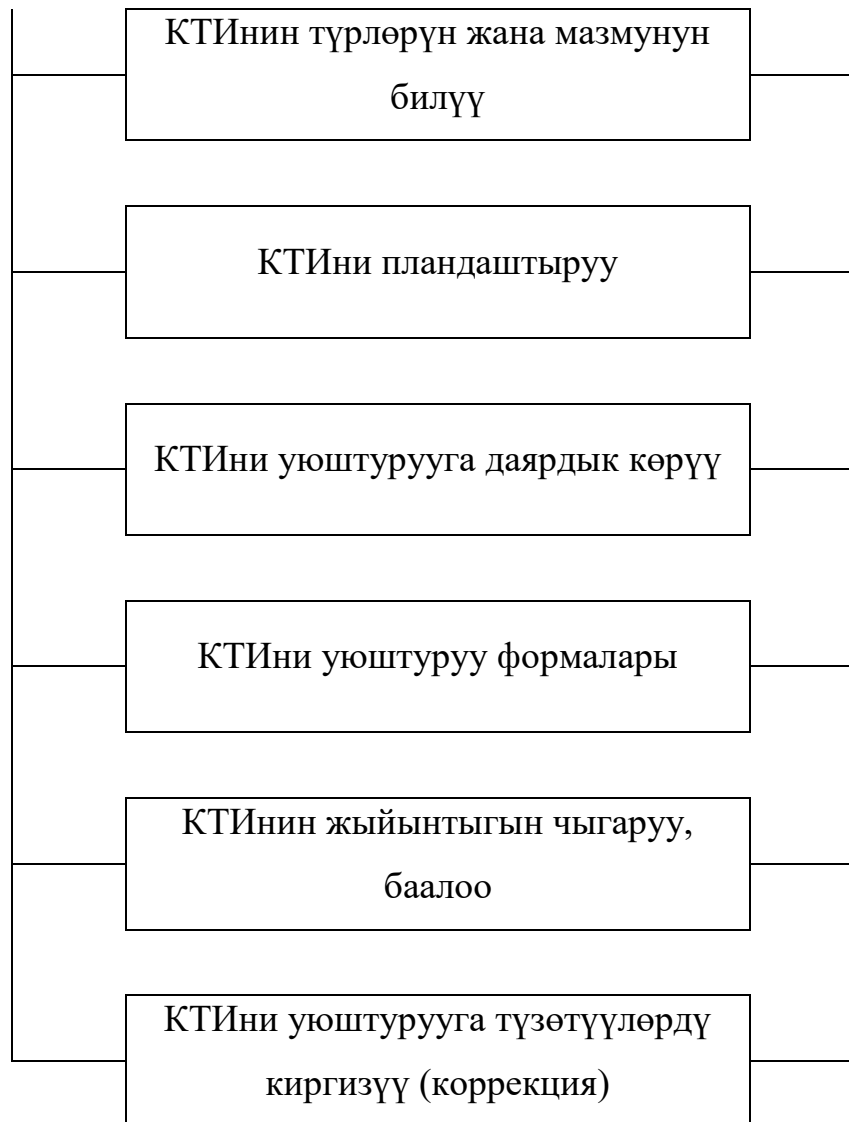 КТИнин түрлөрүн жана мазмунун
билүү
КТИни пландаштыруу
КТИни уюштурууга даярдык көрүү
КТИни уюштуруу формалары
КТИнин жыйынтыгын чыгаруу,
баалоо
КТИни уюштурууга түзөтүүлөрдү
киргизүү (коррекция)